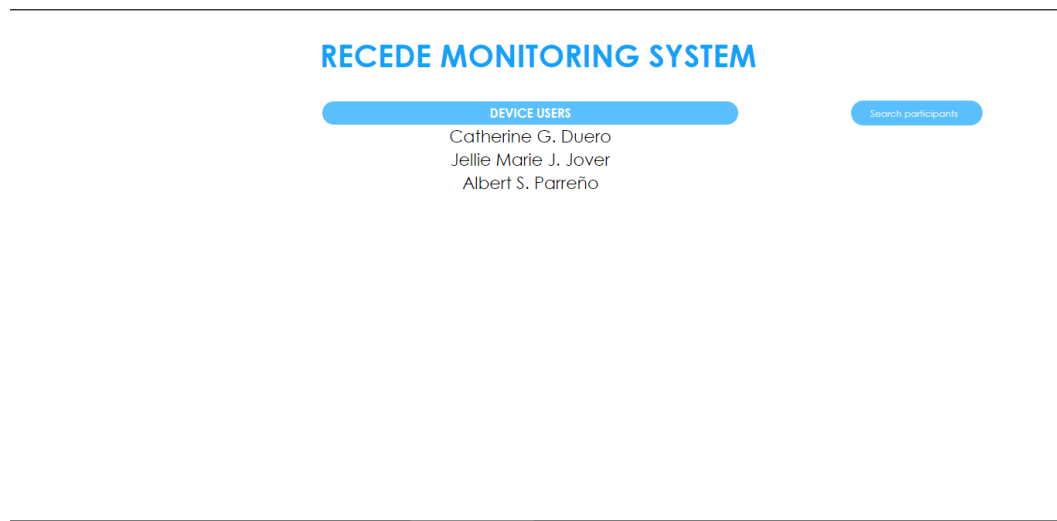 RECEDE MONITORING SYSTEM
DEVICE USERS
Search participants
Catherine G. Duero
Jellie Marie J. Jover
Albert S. Parreño